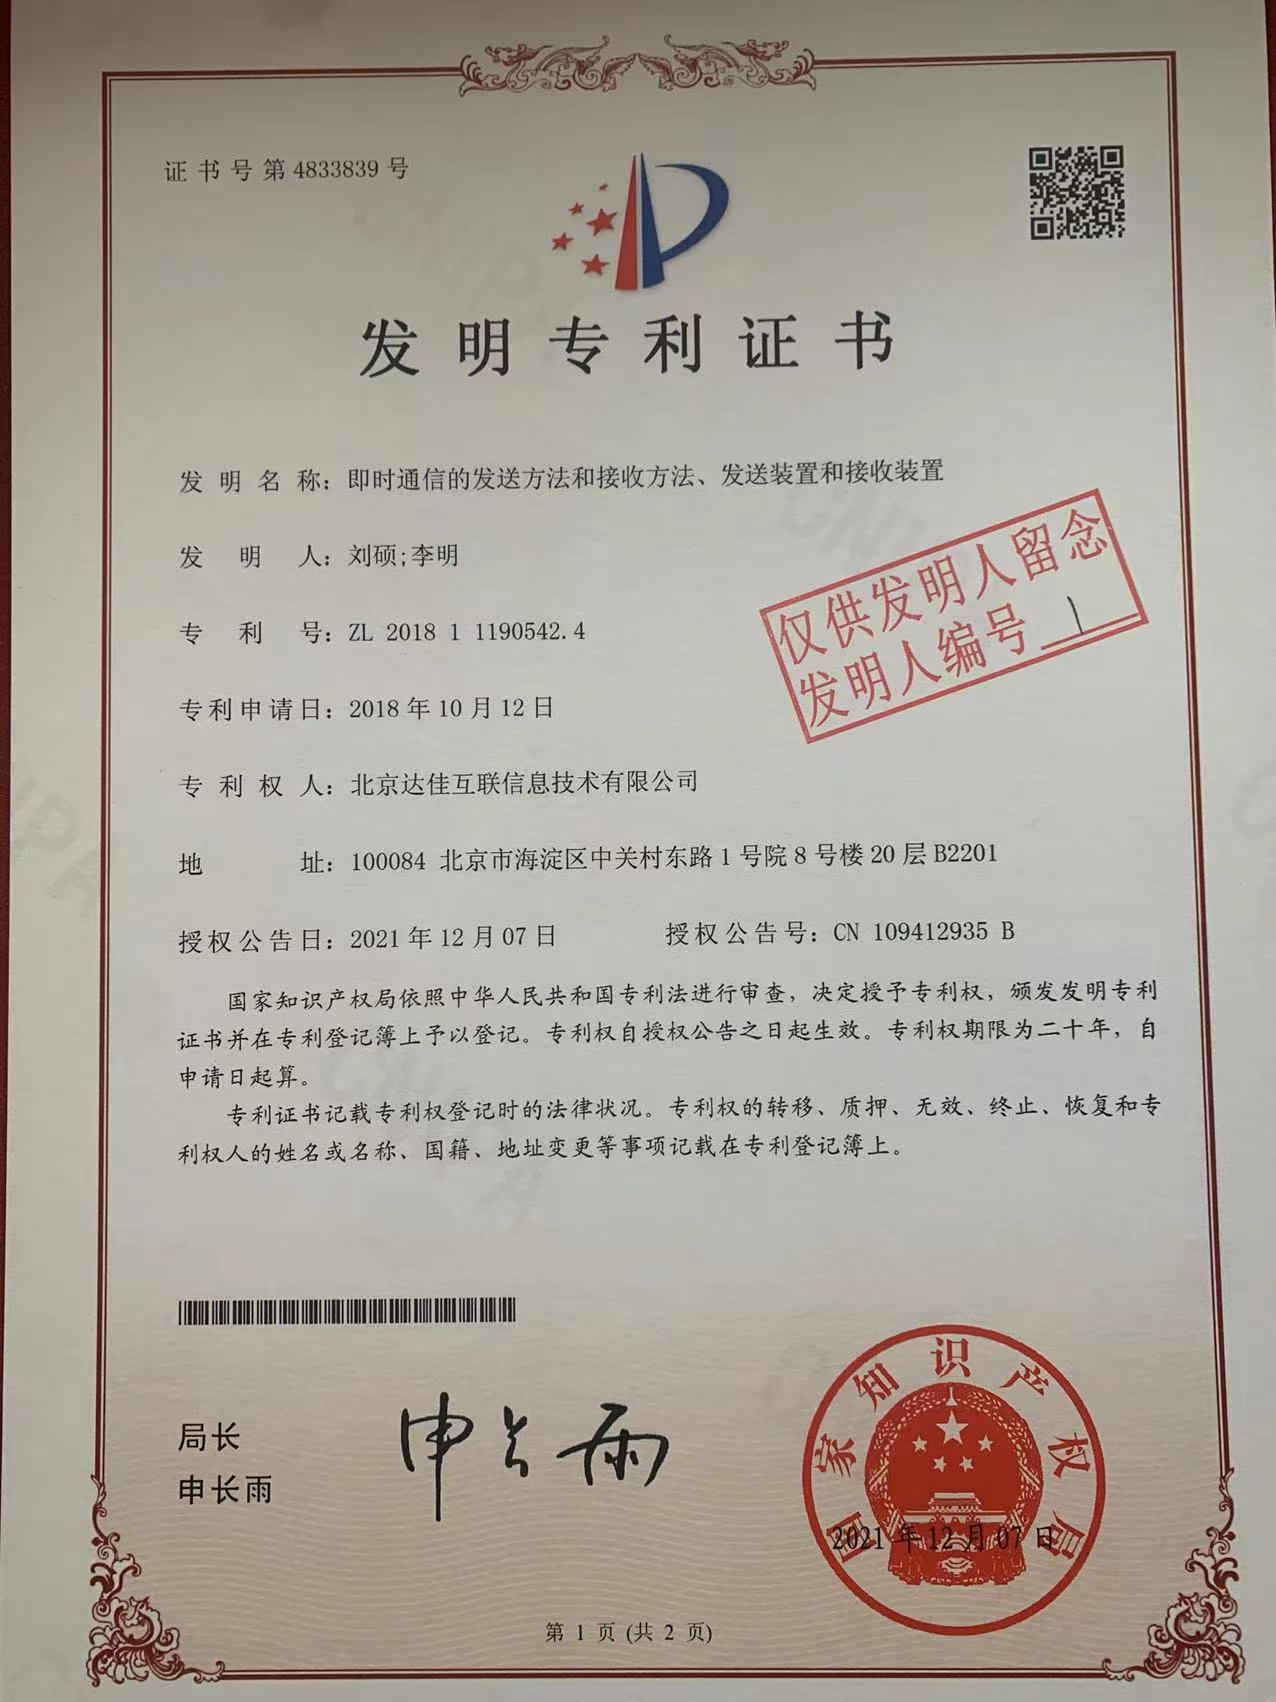 证书号第4833839号
发明专利证书
发明名称：即时通信的发送方法和接收方法、发送装置和接收装置
发明人：刘硕;李明
专利号：ZL 2018 1 1190542.4
专利申请日：2018年10月12日
专利权人：北京达佳互联信息技术有限公司
地址：100084 北京市海淀区中关村东路1号院8号楼20层B2201
授权公告日：2021年12月07日 授权公告号：CN 109412935 B
仅供发明人留念
发明人编号 1
国家知识产权局依照中华人民共和国专利法进行审查，决定授予专利权，颁发发明专利
证书并在专利登记簿上予以登记。专利权自授权公告之日起生效。专利权期限为二十年，自
申请日起算。
专利证书记载专利权登记时的法律状况。专利权的转移、质押、无效、终止、恢复和专
利权人的姓名或名称、国籍、地址变更等事项记载在专利登记簿上。
局长
申长雨
申长雨
国家知识产权局
2021年12月07日
第 1 页 (共 2 页)
CNIPA